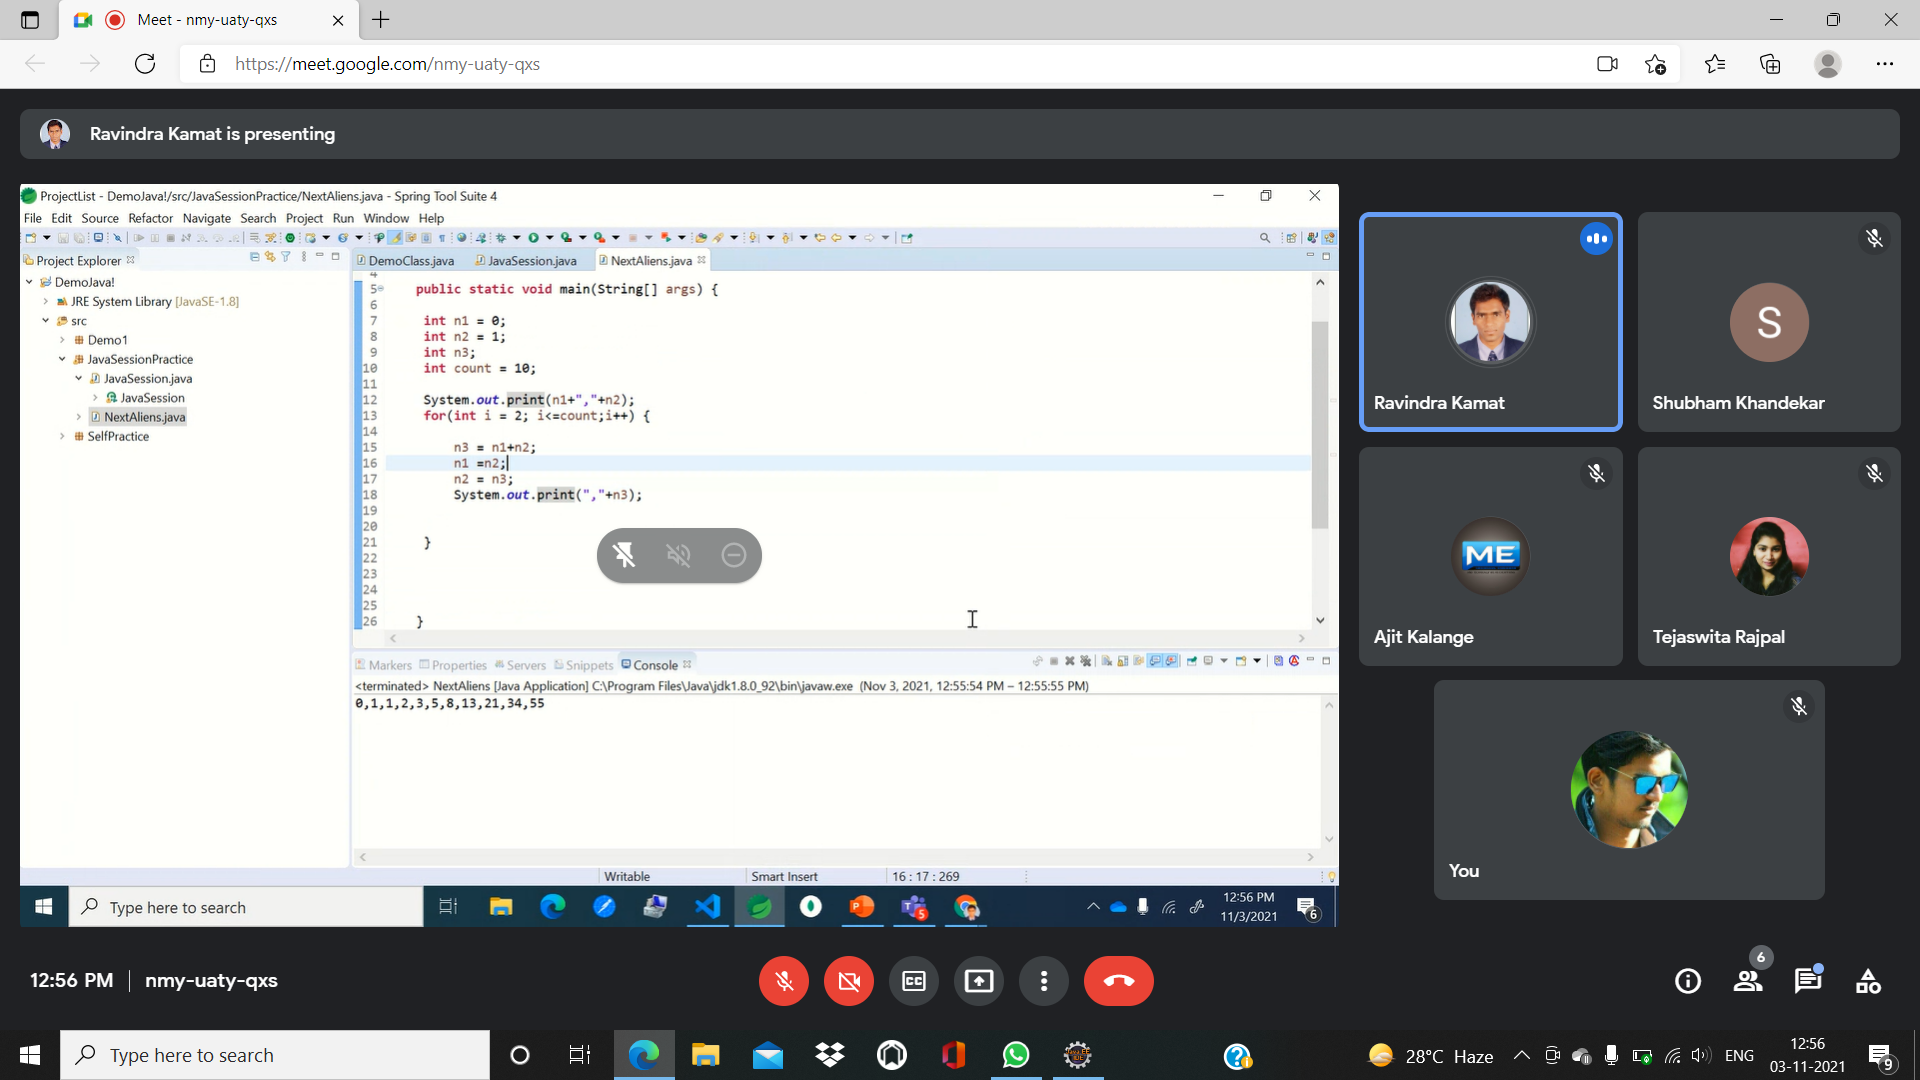 Meet - nmy-uaty-qxs
https://meet.google.com/nmy-uaty-qxs
Ravindra Kamat is presenting
ProjectList - DemoJava!/src/JavaSessionPractice/NextAliens.java - Spring Tool Suite 4
File Edit Source Refactor Navigate Search Project Run Window Help
Project Explorer
DemoJava!
JRE System Library [JavaSE-1.8]
src
Demo1
JavaSessionPractice
JavaSession.java
JavaSession
NextAliens.java
SelfPractice
DemoClass.java JavaSession.java NextAliens.java
4
5 public static void main(String[] args) {
6
7 int n1 = 0;
8 int n2 = 1;
9 int n3;
10 int count = 10;
11
12 System.out.print(n1+","+n2);
13 for(int i = 2; i<=count;i++) {
14
15 n3 = n1+n2;
16 n1 =n2;
17 n2 = n3;
18 System.out.print(","+n3);
19
20
21 }
22
23
24
25
26 }
Markers Properties Servers Snippets Console
<terminated> NextAliens [Java Application] C:\Program Files\Java\jdk1.8.0_92\bin\javaw.exe (Nov 3, 2021, 12:55:54 PM – 12:55:55 PM)
0,1,1,2,3,5,8,13,21,34,55
Writable Smart Insert 16 : 17 : 269
Type here to search
5
12:56 PM
11/3/2021
6
Ravindra Kamat
S
Shubham Khandekar
ME
Ajit Kalange
Tejaswita Rajpal
You
12:56 PM nmy-uaty-qxs
CC
6
Type here to search
28°C Haze
ENG
12:56
03-11-2021
9